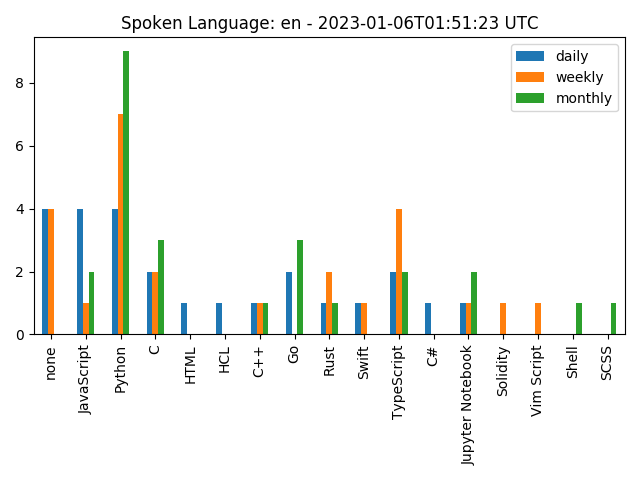 Spoken Language: en - 2023-01-06T01:51:23 UTC
daily
weekly
monthly
8
6
4
2
0
none
JavaScript
Python
C
HTML
HCL
C++
Go
Rust
Swift
TypeScript
C#
Jupyter Notebook
Solidity
Vim Script
Shell
SCSS